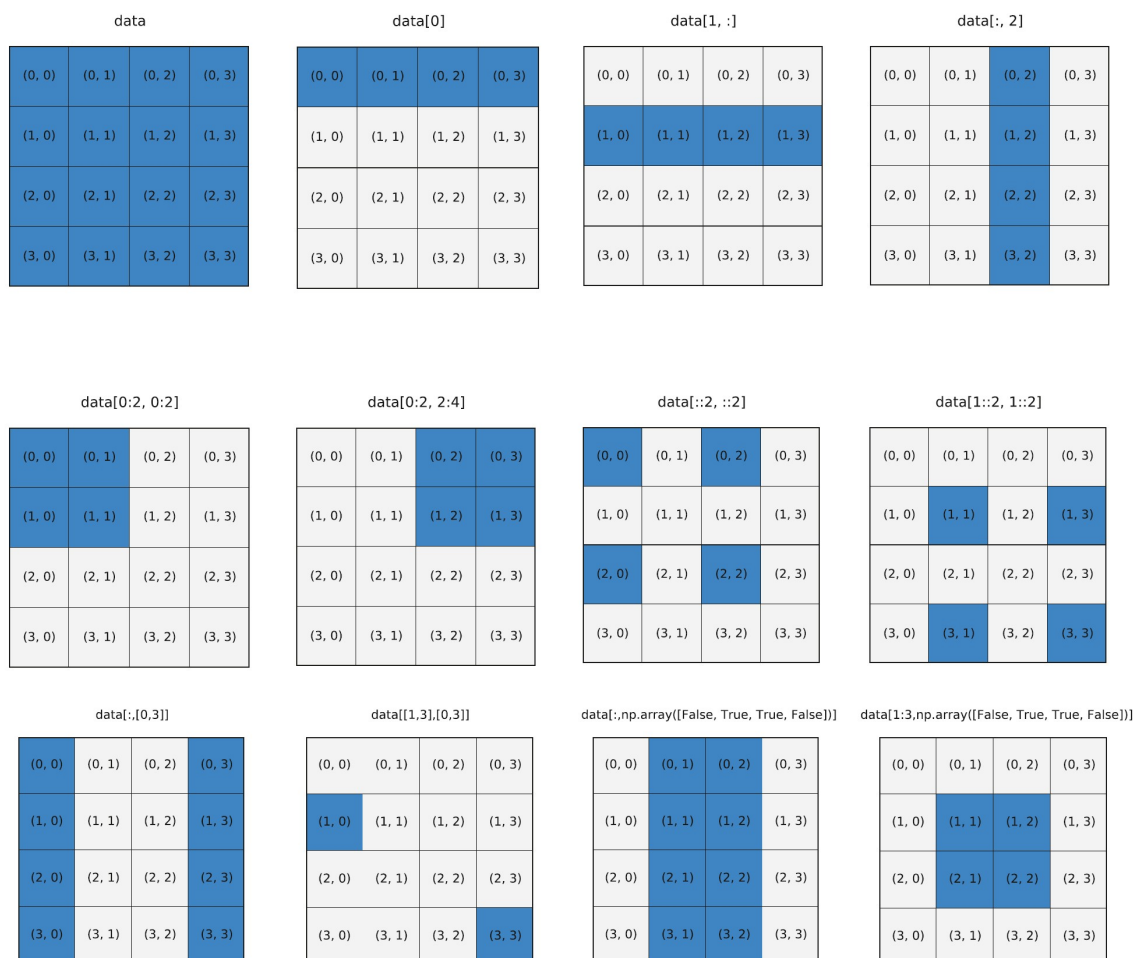 data data[0] data[1, :] data[:, 2]
(0, 0) (0, 1) (0, 2) (0, 3) (0, 0) (0, 1) (0, 2) (0, 3) (0, 0) (0, 1) (0, 2) (0, 3) (0, 0) (0, 1) (0, 2) (0, 3)
(1, 0) (1, 1) (1, 2) (1, 3) (1, 0) (1, 1) (1, 2) (1, 3) (1, 0) (1, 1) (1, 2) (1, 3) (1, 0) (1, 1) (1, 2) (1, 3)
(2, 0) (2, 1) (2, 2) (2, 3) (2, 0) (2, 1) (2, 2) (2, 3) (2, 0) (2, 1) (2, 2) (2, 3) (2, 0) (2, 1) (2, 2) (2, 3)
(3, 0) (3, 1) (3, 2) (3, 3) (3, 0) (3, 1) (3, 2) (3, 3) (3, 0) (3, 1) (3, 2) (3, 3) (3, 0) (3, 1) (3, 2) (3, 3)
data[0:2, 0:2] data[0:2, 2:4] data[::2, ::2] data[1::2, 1::2]
(0, 0) (0, 1) (0, 2) (0, 3) (0, 0) (0, 1) (0, 2) (0, 3) (0, 0) (0, 1) (0, 2) (0, 3) (0, 0) (0, 1) (0, 2) (0, 3)
(1, 0) (1, 1) (1, 2) (1, 3) (1, 0) (1, 1) (1, 2) (1, 3) (1, 0) (1, 1) (1, 2) (1, 3) (1, 0) (1, 1) (1, 2) (1, 3)
(2, 0) (2, 1) (2, 2) (2, 3) (2, 0) (2, 1) (2, 2) (2, 3) (2, 0) (2, 1) (2, 2) (2, 3) (2, 0) (2, 1) (2, 2) (2, 3)
(3, 0) (3, 1) (3, 2) (3, 3) (3, 0) (3, 1) (3, 2) (3, 3) (3, 0) (3, 1) (3, 2) (3, 3) (3, 0) (3, 1) (3, 2) (3, 3)
data[:,[0,3]] data[[1,3],[0,3]] data[:,np.array([False, True, True, False])] data[1:3,np.array([False, True, True, False])]
(0, 0) (0, 1) (0, 2) (0, 3) (0, 0) (0, 1) (0, 2) (0, 3) (0, 0) (0, 1) (0, 2) (0, 3) (0, 0) (0, 1) (0, 2) (0, 3)
(1, 0) (1, 1) (1, 2) (1, 3) (1, 0) (1, 1) (1, 2) (1, 3) (1, 0) (1, 1) (1, 2) (1, 3) (1, 0) (1, 1) (1, 2) (1, 3)
(2, 0) (2, 1) (2, 2) (2, 3) (2, 0) (2, 1) (2, 2) (2, 3) (2, 0) (2, 1) (2, 2) (2, 3) (2, 0) (2, 1) (2, 2) (2, 3)
(3, 0) (3, 1) (3, 2) (3, 3) (3, 0) (3, 1) (3, 2) (3, 3) (3, 0) (3, 1) (3, 2) (3, 3) (3, 0) (3, 1) (3, 2) (3, 3)